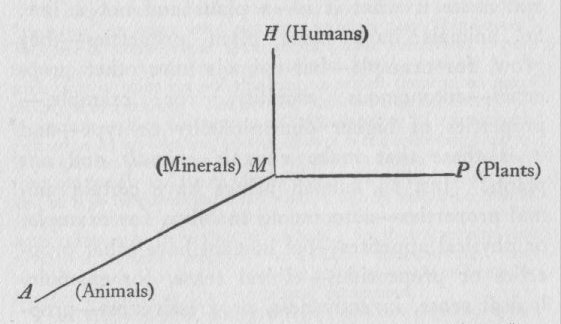 H (Humans)
(Minerals) M
P (Plants)
A (Animals)